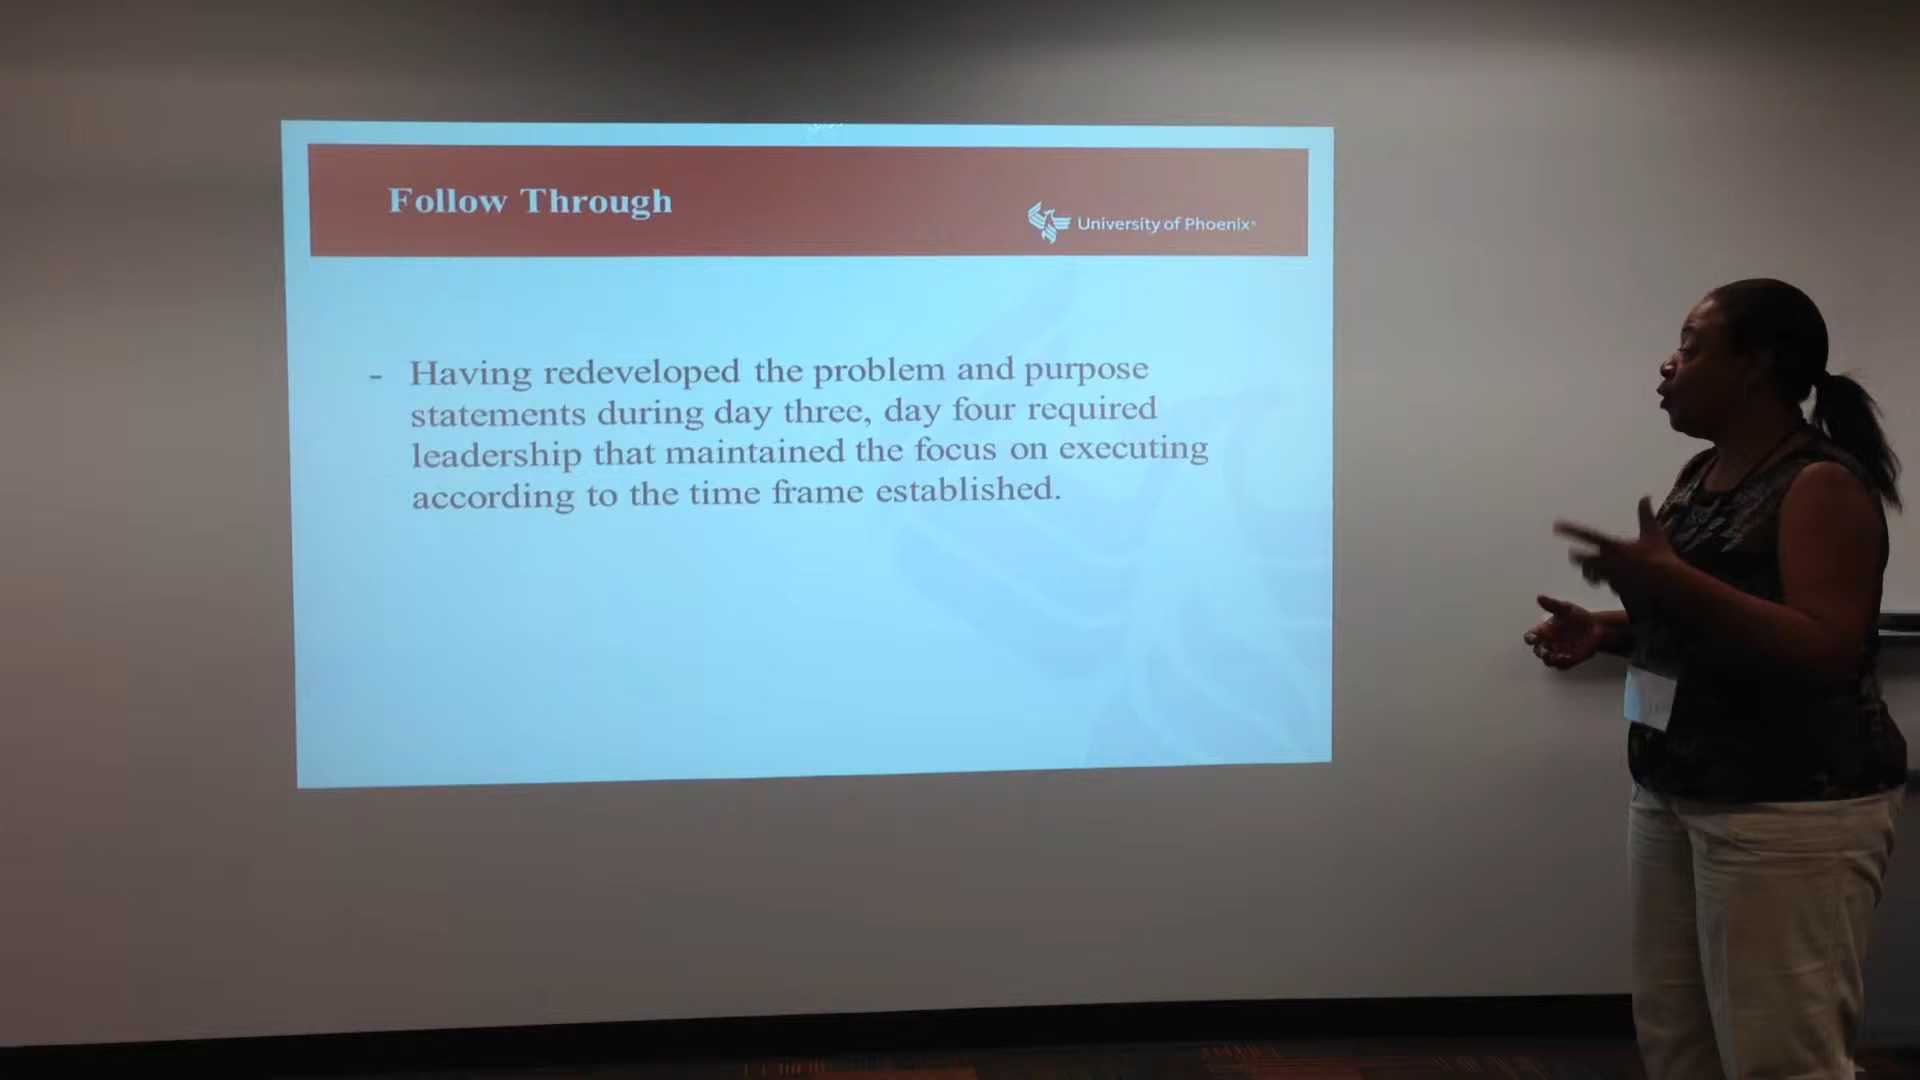 Follow Through
University of Phoenix®
- Having redeveloped the problem and purpose
statements during day three, day four required
leadership that maintained the focus on executing
according to the time frame established.